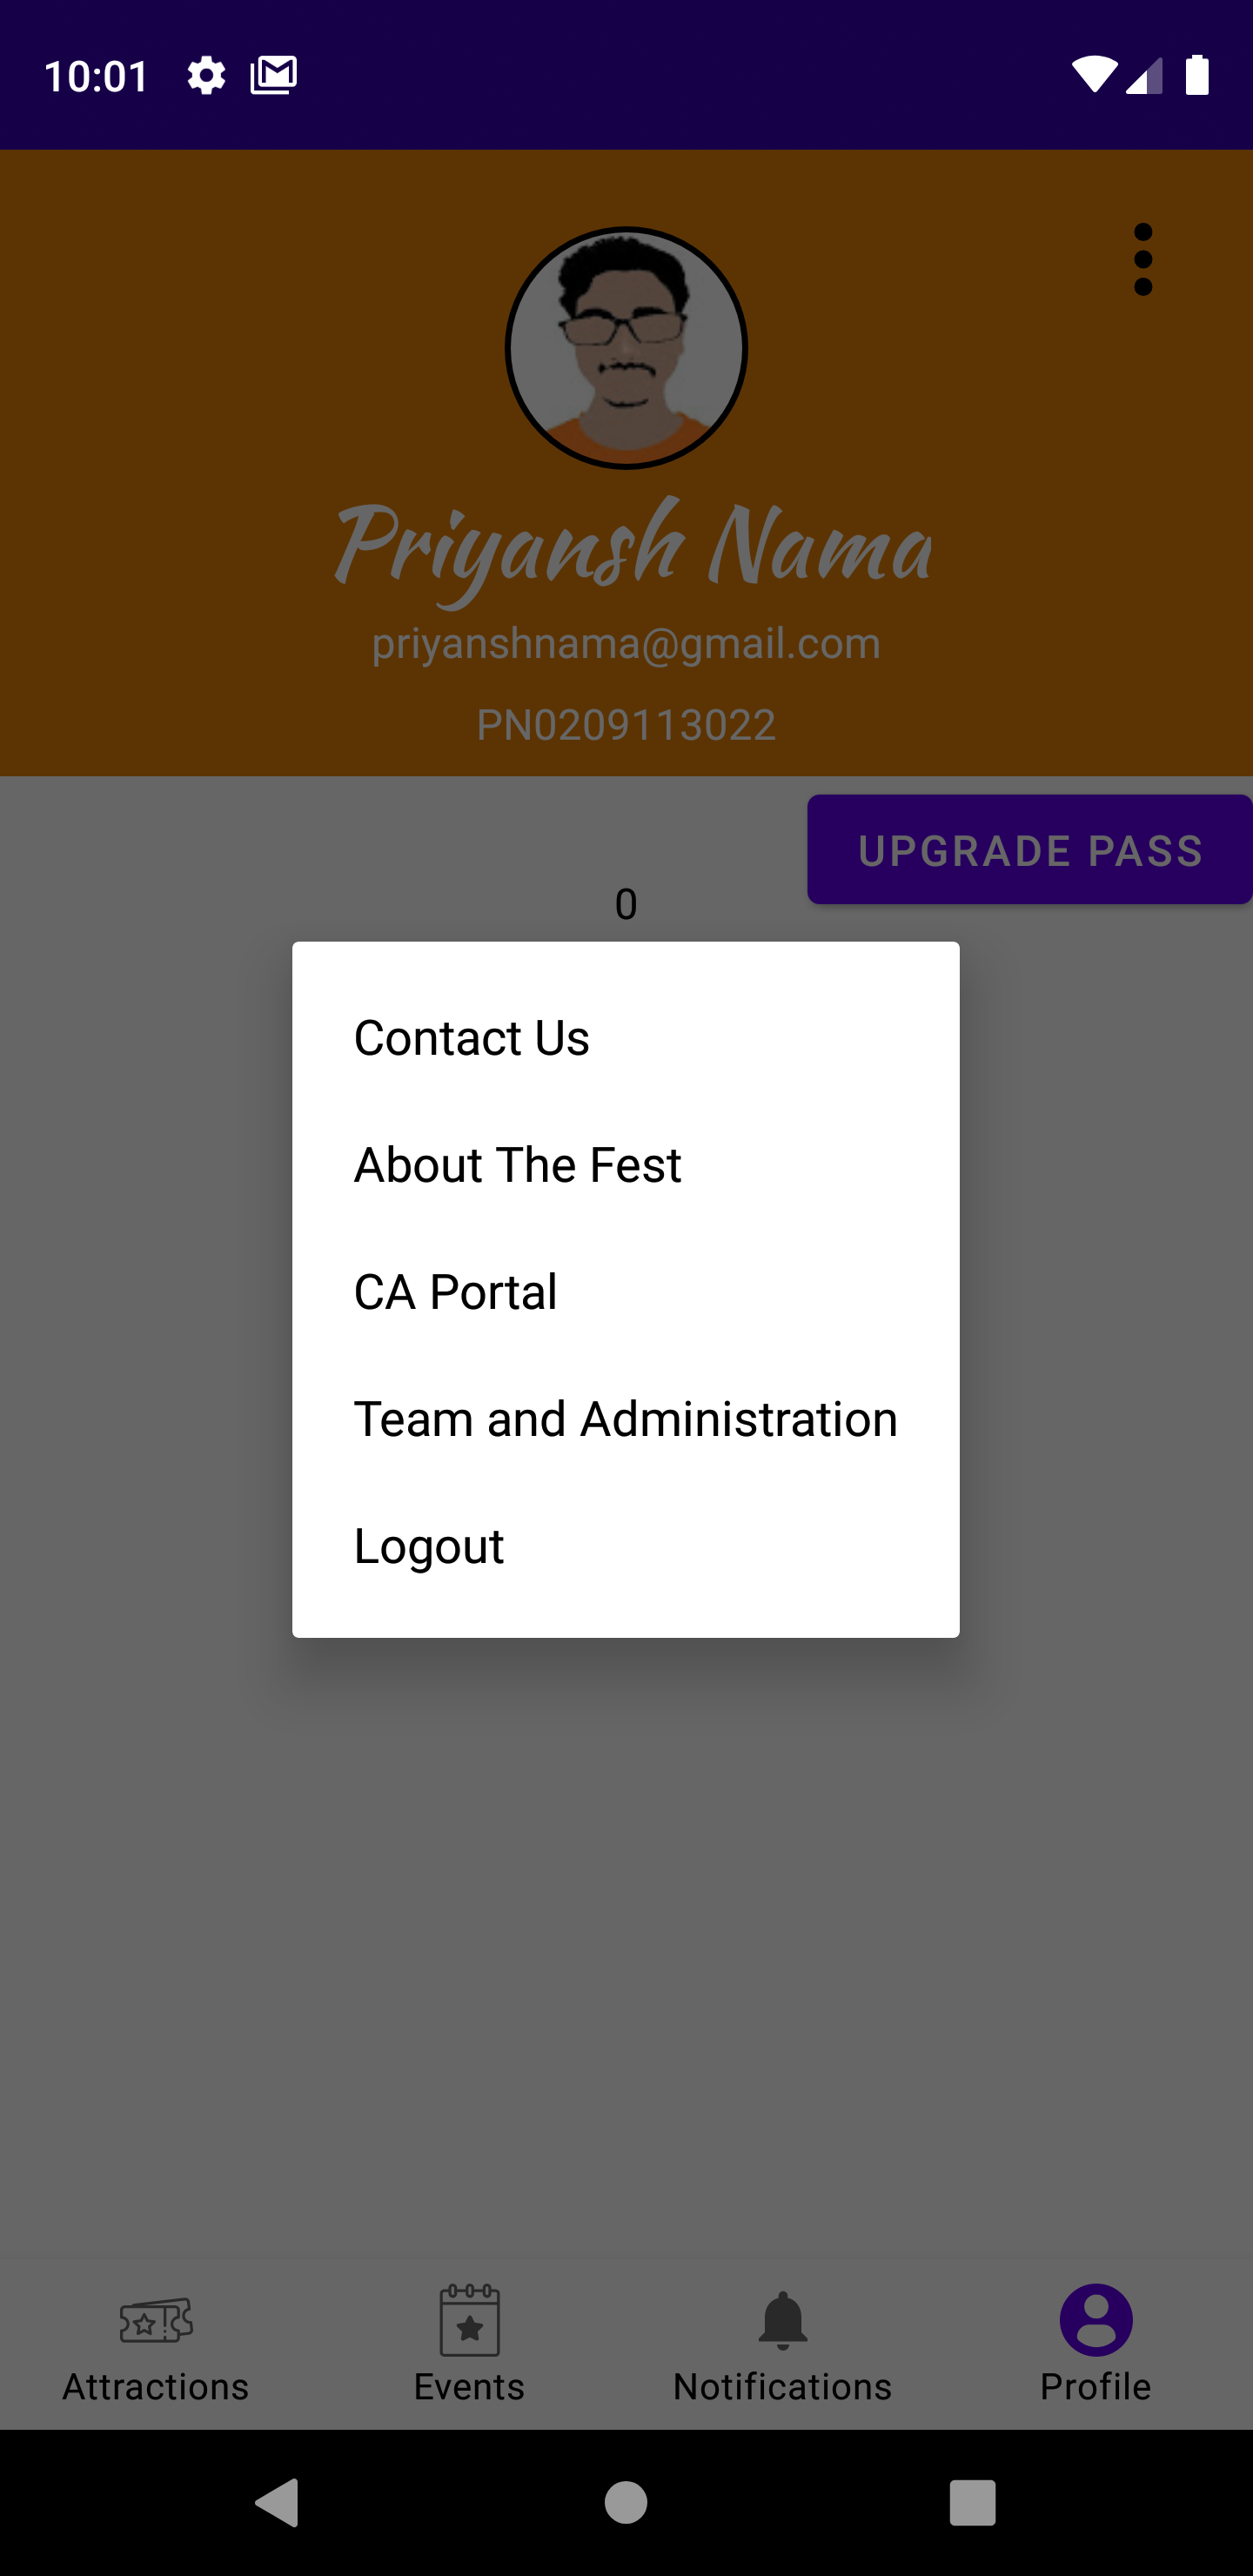 10:01
Priyansh Nama
priyanshnama@gmail.com
PN0209113022
UPGRADE PASS
0
Contact Us
About The Fest
CA Portal
Team and Administration
Logout
Attractions
Events
Notifications
Profile